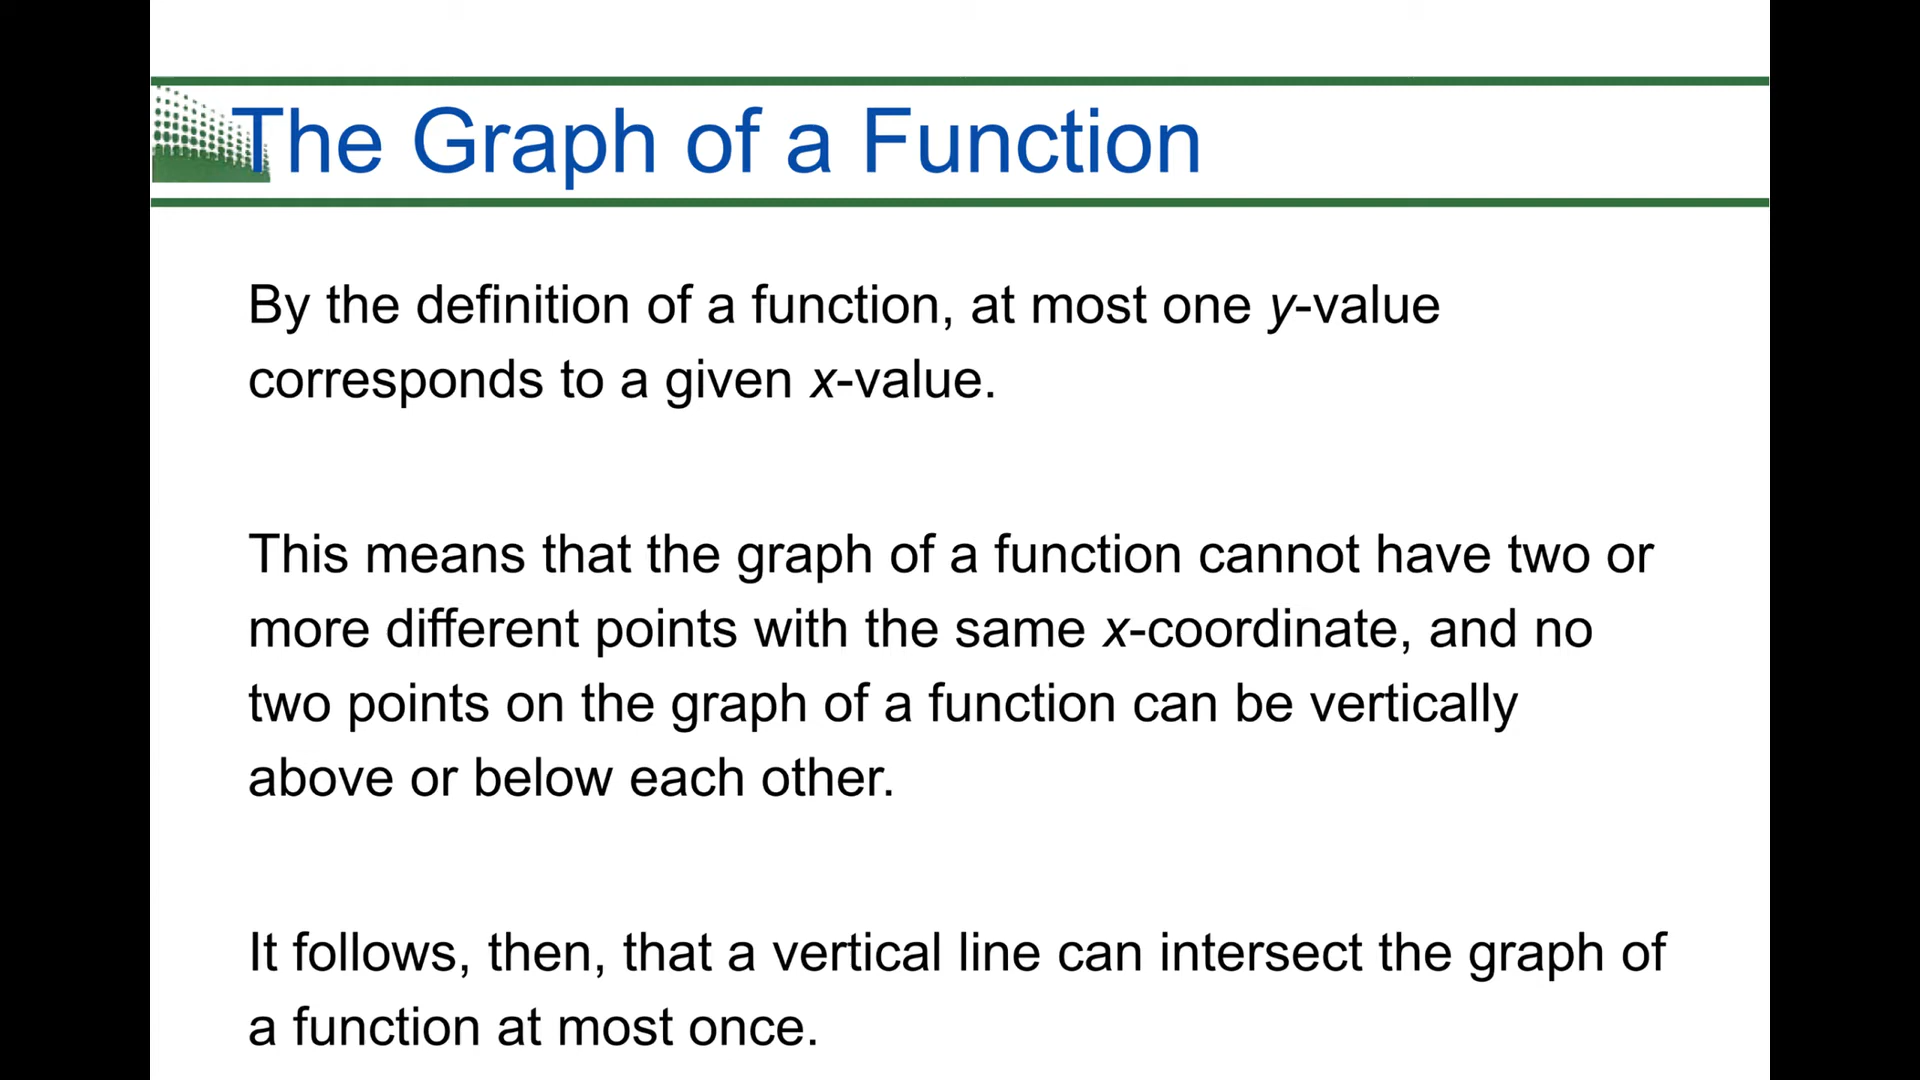 The Graph of a Function
By the definition of a function, at most one y-value
corresponds to a given x-value.
This means that the graph of a function cannot have two or
more different points with the same x-coordinate, and no
two points on the graph of a function can be vertically
above or below each other.
It follows, then, that a vertical line can intersect the graph of
a function at most once.